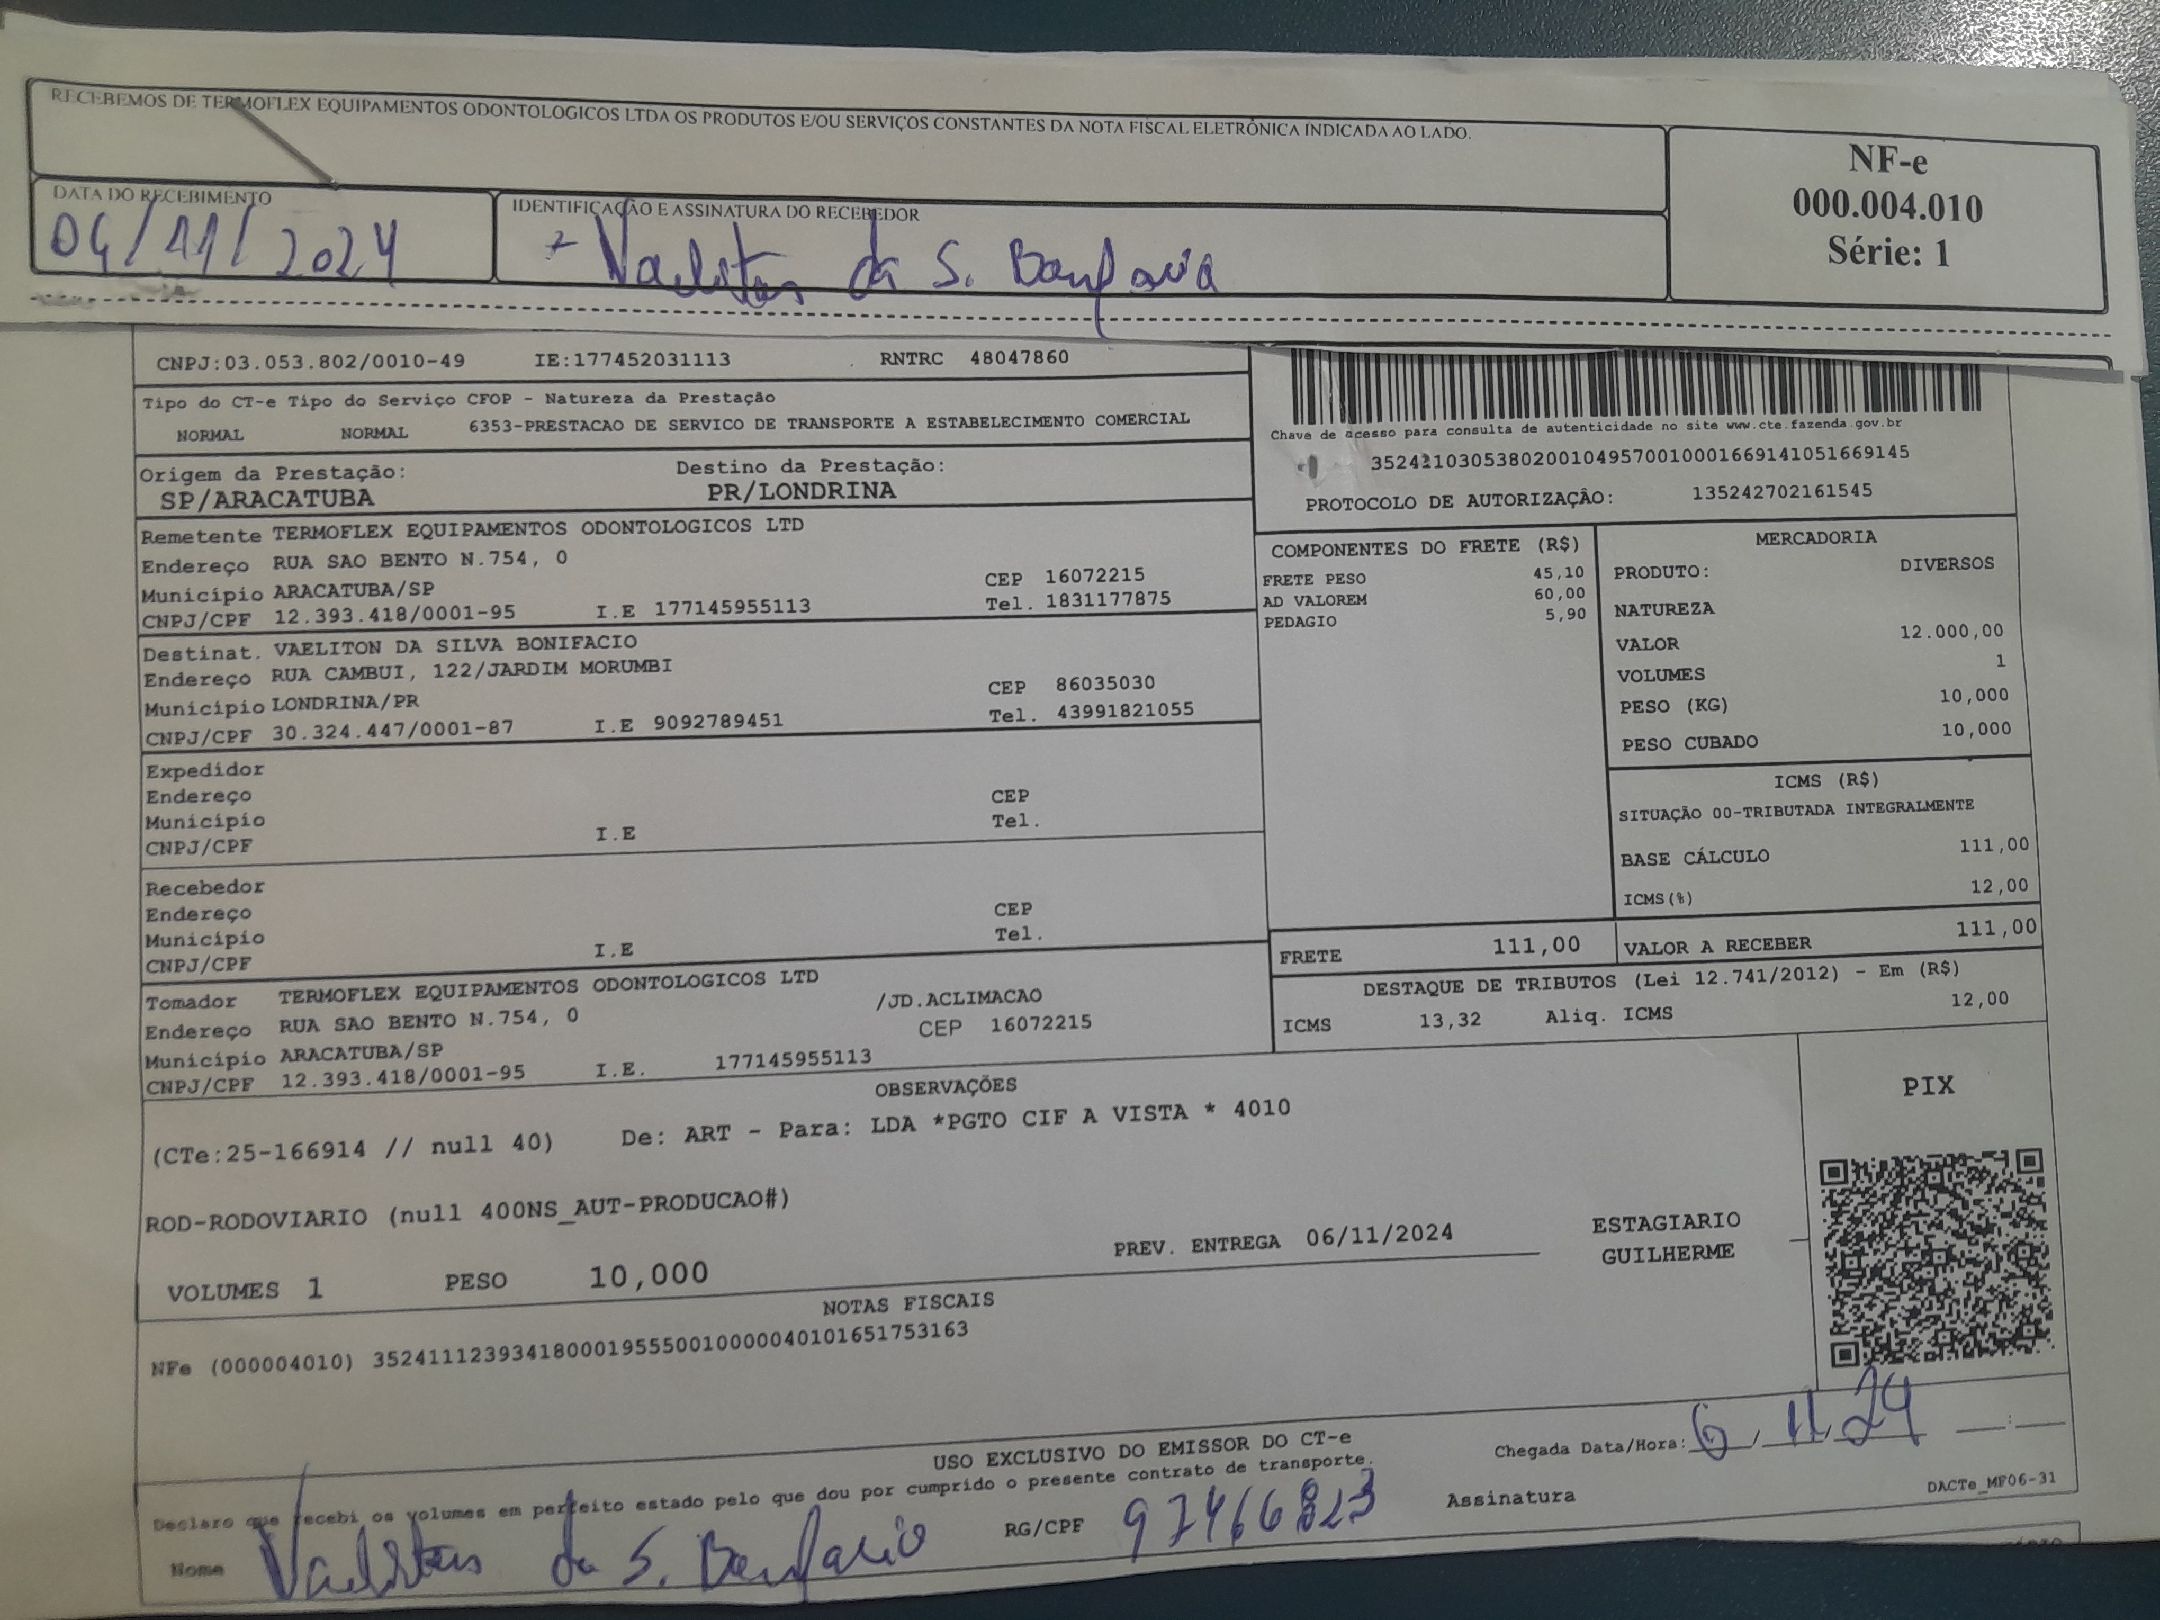 RECEBEMOS DE TERMOFLEX EQUIPAMENTOS ODONTOLOGICOS LTDA OS PRODUTOS E/OU SERVIÇOS CONSTANTES DA NOTA FISCAL ELETRÔNICA INDICADA AO LADO.
NF-e
000.004.010
Série: 1
DATA DO RECEBIMENTO
04/11/2024
IDENTIFICAÇÃO E ASSINATURA DO RECEBEDOR
da S. Bonifacio
CNPJ:03.053.802/0010-49 IE:177452031113 RNTRC 48047860
Tipo do CT-e Tipo do Serviço CFOP - Natureza da Prestação
NORMAL NORMAL 6353-PRESTACAO DE SERVICO DE TRANSPORTE A ESTABELECIMENTO COMERCIAL
Chave de acesso para consulta de autenticidade no site www.cte.fazenda.gov.br
35241103053802001049570010001669141051669145
PROTOCOLO DE AUTORIZAÇÃO: 135242702161545
Origem da Prestação: Destino da Prestação:
SP/ARACATUBA PR/LONDRINA
Remetente TERMOFLEX EQUIPAMENTOS ODONTOLOGICOS LTD
Endereço RUA SAO BENTO N.754, 0
Município ARACATUBA/SP CEP 16072215
CNPJ/CPF 12.393.418/0001-95 I.E 177145955113 Tel. 1831177875
Destinat. VAELITON DA SILVA BONIFACIO
Endereço RUA CAMBUI, 122/JARDIM MORUMBI
Município LONDRINA/PR CEP 86035030
CNPJ/CPF 30.324.447/0001-87 I.E 9092789451 Tel. 43991821055
Expedidor
Endereço CEP
Município Tel.
CNPJ/CPF I.E
Recebedor
Endereço CEP
Município Tel.
CNPJ/CPF I.E
Tomador TERMOFLEX EQUIPAMENTOS ODONTOLOGICOS LTD
Endereço RUA SAO BENTO N.754, 0 /JD.ACLIMACAO
Município ARACATUBA/SP CEP 16072215
CNPJ/CPF 12.393.418/0001-95 I.E. 177145955113
COMPONENTES DO FRETE (R$)
FRETE PESO 45,10
AD VALOREM 60,00
PEDAGIO 5,90
MERCADORIA
PRODUTO: DIVERSOS
NATUREZA
VALOR 12.000,00
VOLUMES 1
PESO (KG) 10,000
PESO CUBADO 10,000
ICMS (R$)
SITUAÇÃO 00-TRIBUTADA INTEGRALMENTE
BASE CÁLCULO 111,00
ICMS(%) 12,00
FRETE 111,00 VALOR A RECEBER 111,00
DESTAQUE DE TRIBUTOS (Lei 12.741/2012) - Em (R$)
ICMS 13,32 Aliq. ICMS 12,00
OBSERVAÇÕES
(CTe:25-166914 // null 40) De: ART - Para: LDA *PGTO CIF A VISTA * 4010
PIX
ROD-RODOVIARIO (null 400NS_AUT-PRODUCAO#)
VOLUMES 1 PESO 10,000 PREV. ENTREGA 06/11/2024
ESTAGIARIO
GUILHERME
NOTAS FISCAIS
NFe (000004010) 35241112393418000195550010000040101651753163
USO EXCLUSIVO DO EMISSOR DO CT-e
Chegada Data/Hora: 6/11/24 __:__
Declaro que recebi os volumes em perfeito estado pelo que dou por cumprido o presente contrato de transporte.
Nome da S. Bonifacio RG/CPF 97466823 Assinatura
DACTe_MF06-31